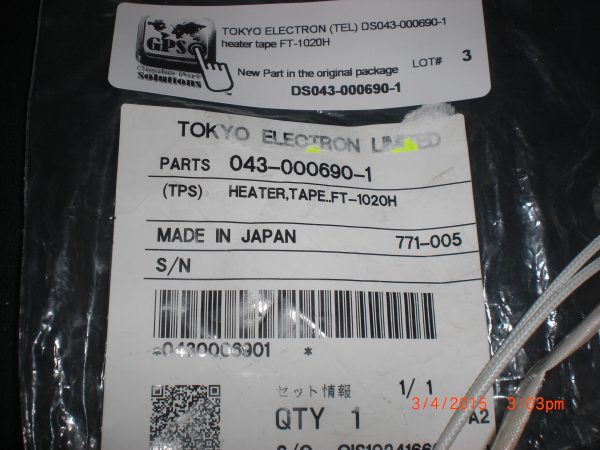 GPS
Solutions
TOKYO ELECTRON (TEL) DS043-000690-1
heater tape FT-1020H
LOT# 3
New Part in the original package
DS043-000690-1
TOKYO ELECTRON LIMITED
PARTS 043-000690-1
(TPS) HEATER,TAPE..FT-1020H
MADE IN JAPAN 771-005
S/N
0430006901 *
セット情報 1/ 1
QTY 1
A2
3/4/2015 3:03pm